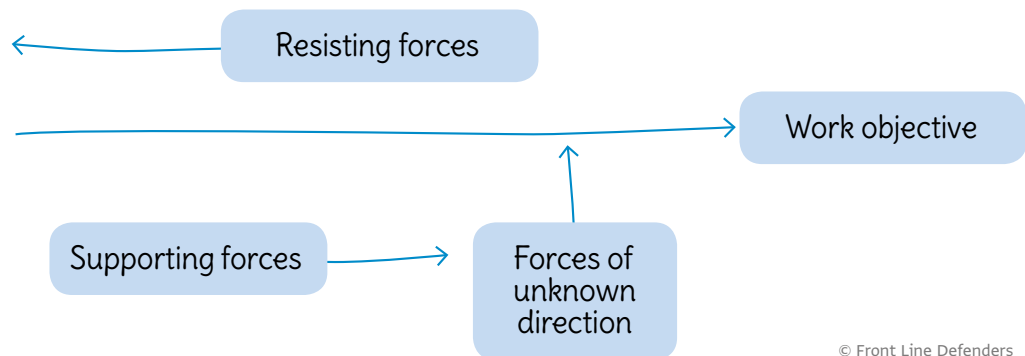 Resisting forces
Work objective
Supporting forces
Forces of
unknown
direction
© Front Line Defenders